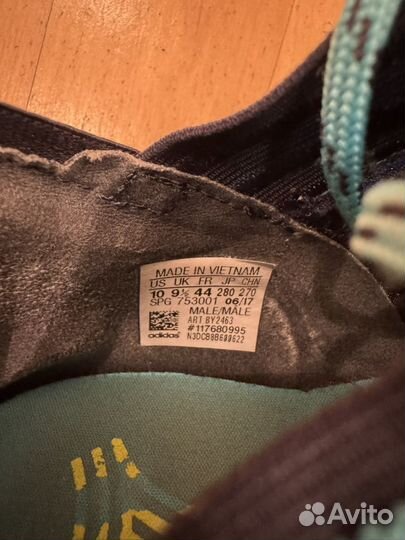 MADE IN VIETNAM
US UK FR JP CHN
10 9½ 44 280 270
SPG 753001 06/17
MALE/MALE
ART BY2463
#117680995
adidas
Avito